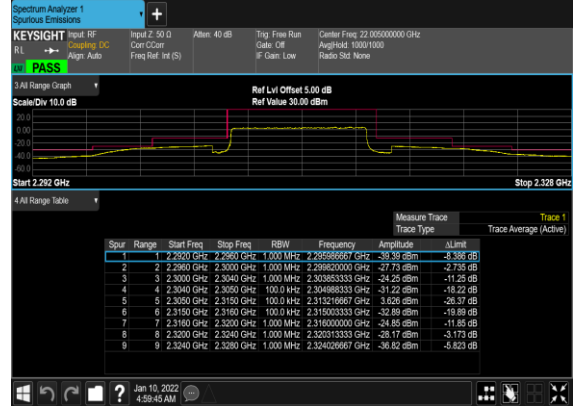 Spectrum Analyzer 1
Spurious Emissions
KEYSIGHT Input: RF Input Z: 50 Ω Atten: 40 dB Trig: Free Run Center Freq: 22.005000000 GHz
RL Coupling: DC Corr CCorr Gate: Off Avg|Hold: 1000/1000
Align: Auto Freq Ref: Int (S) IF Gain: Low Radio Std: None
PASS
3 All Range Graph Ref Lvl Offset 5.00 dB
Scale/Div 10.0 dB Ref Value 30.00 dBm
20.0
0.00
-20.0
-40.0
-60.0
Start 2.292 GHz Stop 2.328 GHz
4 All Range Table
Measure Trace Trace 1
Trace Type Trace Average (Active)
Spur Range Start Freq Stop Freq RBW Frequency Amplitude ΔLimit
1 1 2.2920 GHz 2.2960 GHz 1.000 MHz 2.295986667 GHz -39.39 dBm -8.386 dB
2 2 2.2960 GHz 2.3000 GHz 1.000 MHz 2.299820000 GHz -27.73 dBm -2.735 dB
3 3 2.3000 GHz 2.3040 GHz 1.000 MHz 2.303853333 GHz -24.25 dBm -11.25 dB
4 4 2.3040 GHz 2.3050 GHz 100.0 kHz 2.304988333 GHz -31.22 dBm -18.22 dB
5 5 2.3050 GHz 2.3150 GHz 100.0 kHz 2.313216667 GHz 3.626 dBm -26.37 dB
6 6 2.3150 GHz 2.3160 GHz 100.0 kHz 2.315003333 GHz -32.89 dBm -19.89 dB
7 7 2.3160 GHz 2.3200 GHz 1.000 MHz 2.316000000 GHz -24.85 dBm -11.85 dB
8 8 2.3200 GHz 2.3240 GHz 1.000 MHz 2.320313333 GHz -28.17 dBm -3.173 dB
9 9 2.3240 GHz 2.3280 GHz 1.000 MHz 2.324026667 GHz -36.82 dBm -5.823 dB
? Jan 10, 2022
4:59:45 AM